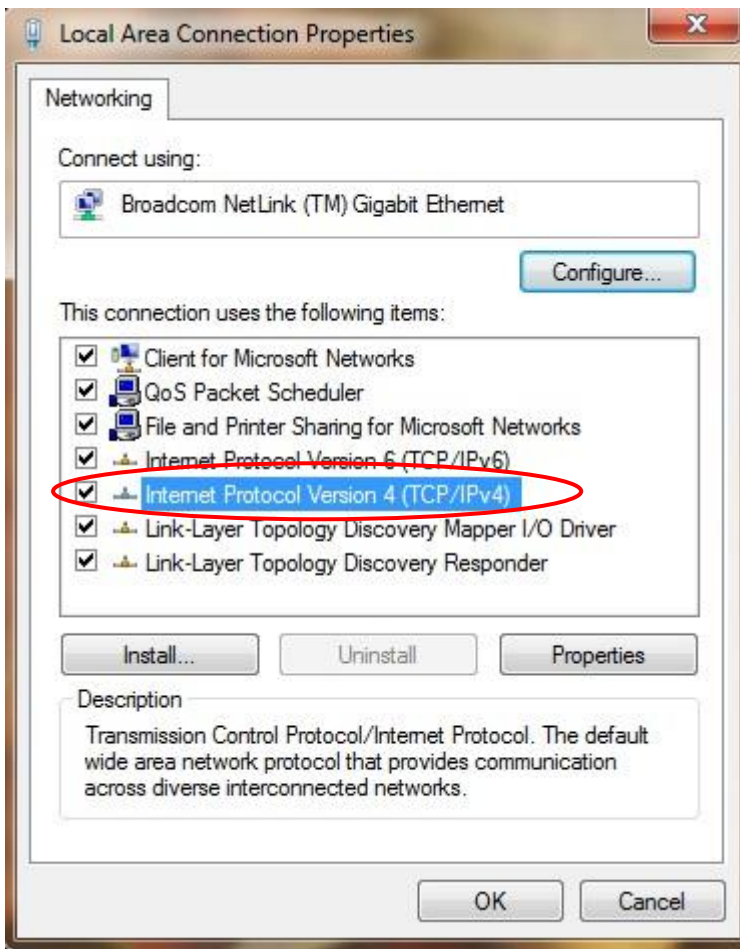 Local Area Connection Properties
Networking
Connect using:
Broadcom NetLink (TM) Gigabit Ethernet
Configure...
This connection uses the following items:
Client for Microsoft Networks
QoS Packet Scheduler
File and Printer Sharing for Microsoft Networks
Internet Protocol Version 6 (TCP/IPv6)
Internet Protocol Version 4 (TCP/IPv4)
Link-Layer Topology Discovery Mapper I/O Driver
Link-Layer Topology Discovery Responder
Install... Uninstall Properties
Description
Transmission Control Protocol/Internet Protocol. The default
wide area network protocol that provides communication
across diverse interconnected networks.
OK Cancel